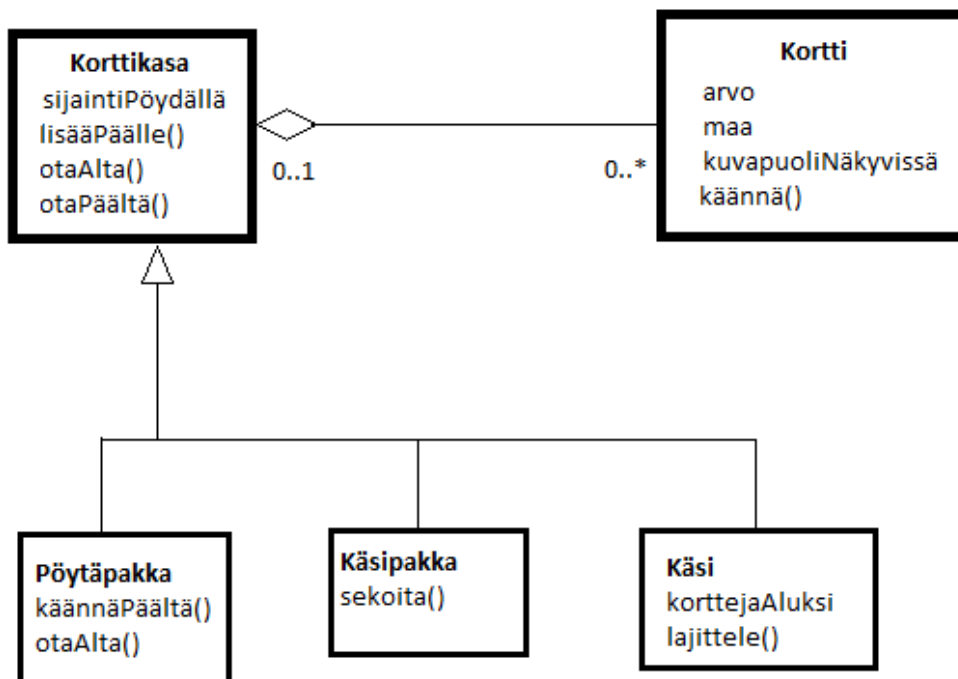 Korttikasa
sijaintiPöydällä
lisääPäälle()
otaAlta()
otaPäältä()
0..1
0..*
Kortti
arvo
maa
kuvapuoliNäkyvissä
käännä()
Pöytäpakka
käännäPäältä()
otaAlta()
Käsipakka
sekoita()
Käsi
korttejaAluksi
lajittele()